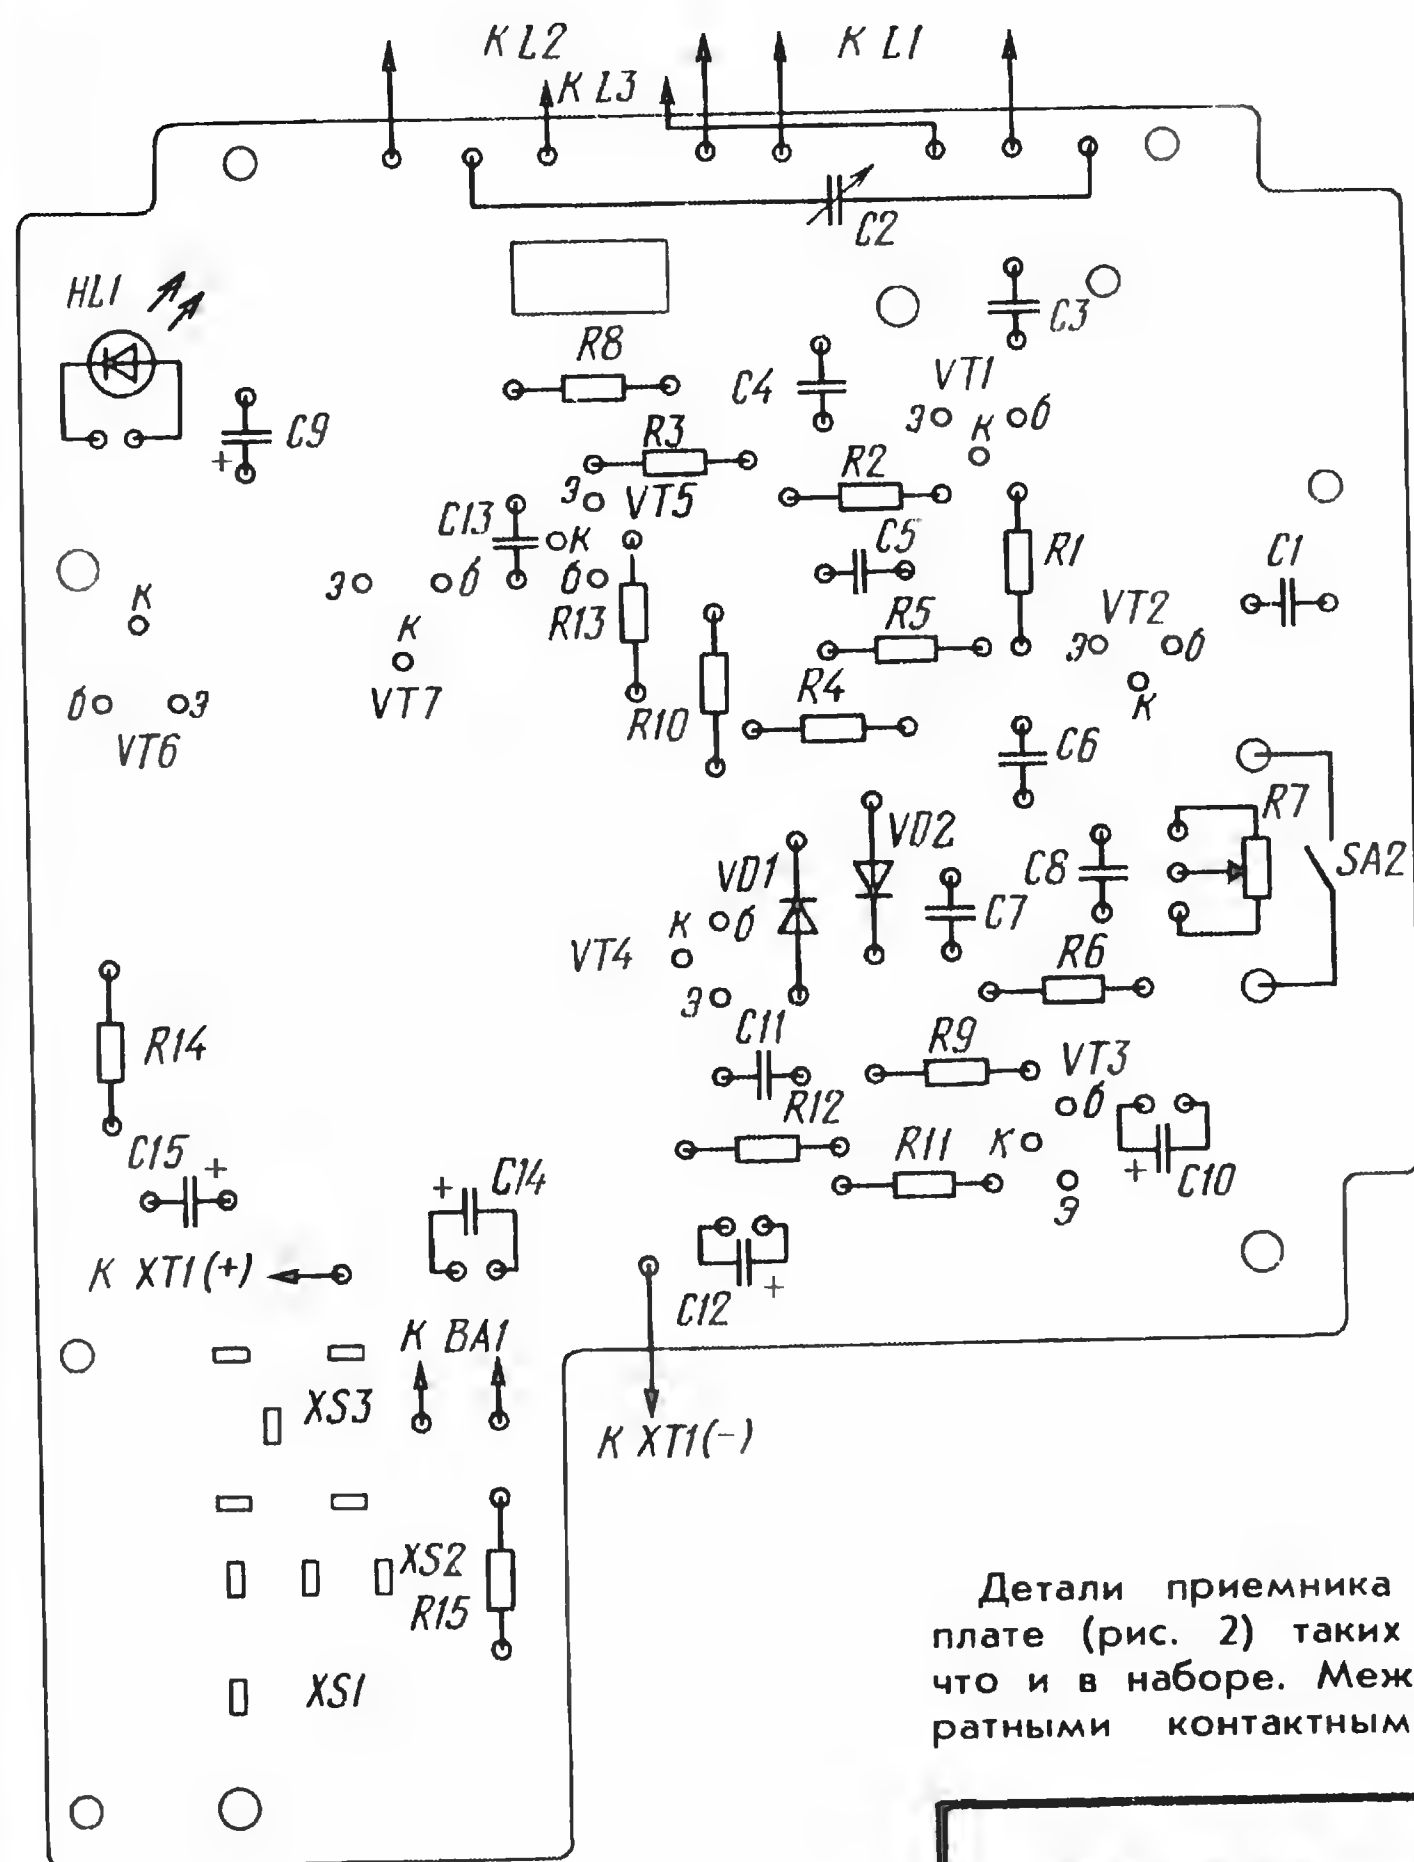 К L2
К L1
К L3
C2
HL1
C3
R8
C4
VT1
э
к
б
C9
+
R3
R2
C13
э
VT5
к
б
C5
R1
C1
к
э
б
R13
R5
VT2
э
б
к
к
VT7
R10
R4
б
э
VT6
C6
R7
VD2
VD1
C8
SA2
к
б
C7
VT4
э
R6
R14
C11
R9
VT3
б
R12
R11
к
э
+
C10
C15
+
+
C14
К XT1(+)
C12
+
К BA1
XS3
К XT1(-)
XS2
R15
XS1
Детали приемника
плате (рис. 2) таких
что и в наборе. Меж
ратными контактным